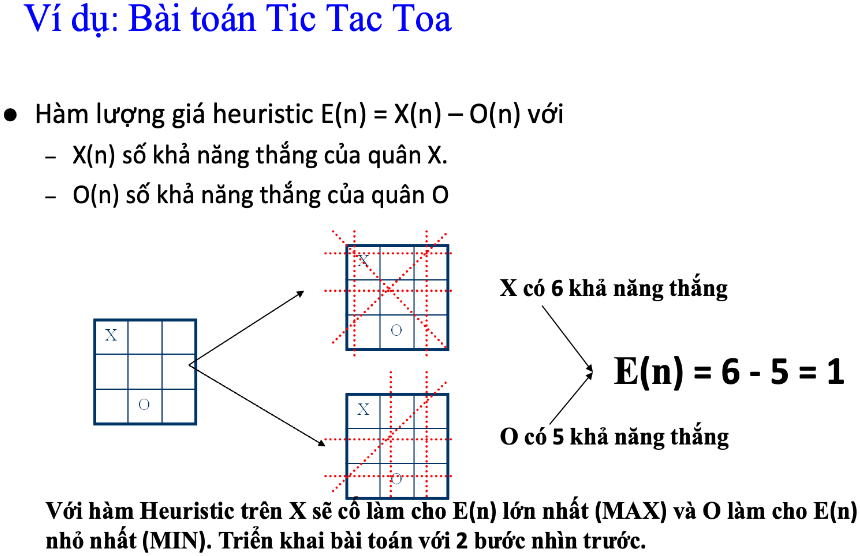 Ví dụ: Bài toán Tic Tac Toa
● Hàm lượng giá heuristic E(n) = X(n) – O(n) với
– X(n) số khả năng thắng của quân X.
– O(n) số khả năng thắng của quân O
X
O
X có 6 khả năng thắng
X
O
E(n) = 6 - 5 = 1
X
O
O có 5 khả năng thắng
Với hàm Heuristic trên X sẽ cố làm cho E(n) lớn nhất (MAX) và O làm cho E(n)
nhỏ nhất (MIN). Triển khai bài toán với 2 bước nhìn trước.